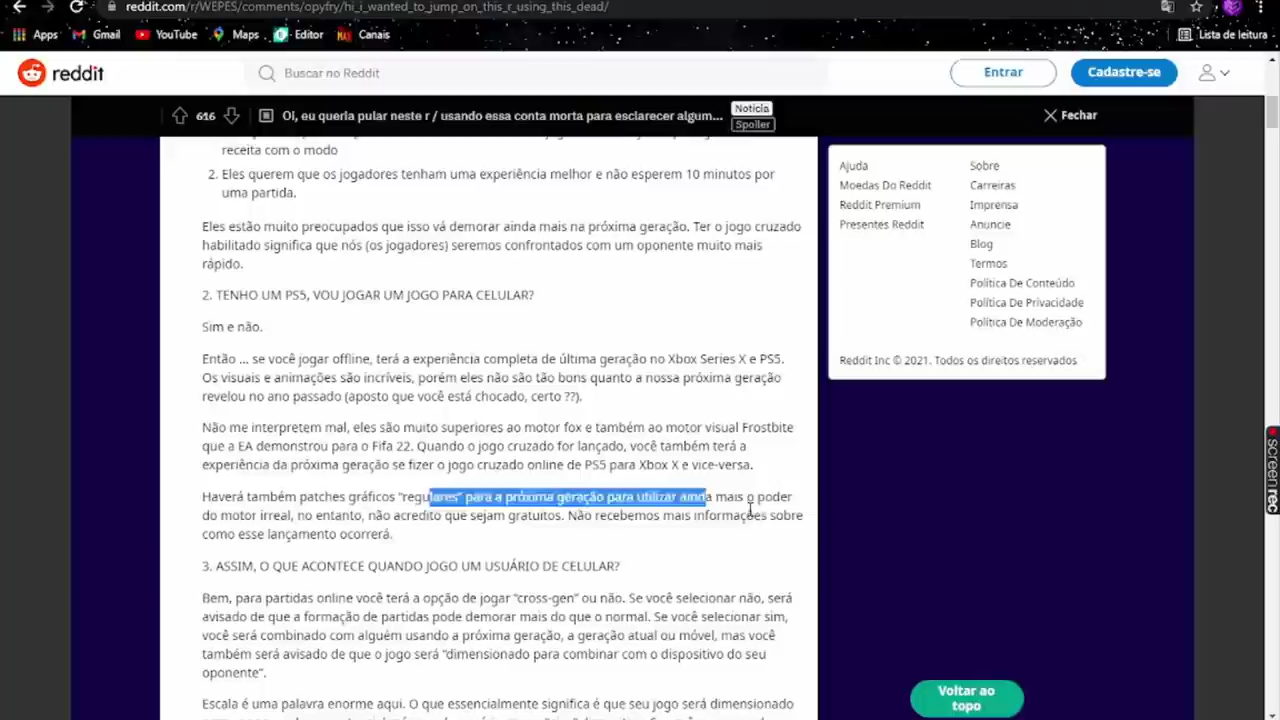 reddit.com/r/WEPES/comments/opyfry/hi_i_wanted_to_jump_on_this_r_using_this_dead/
Apps Gmail YouTube Maps Editor Canais Lista de leitura
reddit Buscar no Reddit Entrar Cadastre-se
616 OI, eu queria pular neste r / usando essa conta morta para esclarecer algum... Notícia Spoiler Fechar
receita com o modo
2. Eles querem que os jogadores tenham uma experiência melhor e não esperem 10 minutos por
uma partida.
Eles estão muito preocupados que isso vá demorar ainda mais na próxima geração. Ter o jogo cruzado
habilitado significa que nós (os jogadores) seremos confrontados com um oponente muito mais
rápido.
2. TENHO UM PS5, VOU JOGAR UM JOGO PARA CELULAR?
Sim e não.
Então ... se você jogar offline, terá a experiência completa de última geração no Xbox Series X e PS5.
Os visuais e animações são incríveis, porém eles não são tão bons quanto a nossa próxima geração
revelou no ano passado (aposto que você está chocado, certo ??).
Não me interpretem mal, eles são muito superiores ao motor fox e também ao motor visual Frostbite
que a EA demonstrou para o Fifa 22. Quando o jogo cruzado for lançado, você também terá a
experiência da próxima geração se fizer o jogo cruzado online de PS5 para Xbox X e vice-versa.
Haverá também patches gráficos "regulares" para a próxima geração para utilizar ainda mais o poder
do motor irreal, no entanto, não acredito que sejam gratuitos. Não recebemos mais informações sobre
como esse lançamento ocorrerá.
3. ASSIM, O QUE ACONTECE QUANDO JOGO UM USUÁRIO DE CELULAR?
Bem, para partidas online você terá a opção de jogar "cross-gen" ou não. Se você selecionar não, será
avisado de que a formação de partidas pode demorar mais do que o normal. Se você selecionar sim,
você será combinado com alguém usando a próxima geração, a geração atual ou móvel, mas você
também será avisado de que o jogo será "dimensionado para combinar com o dispositivo do seu
oponente".
Escala é uma palavra enorme aqui. O que essencialmente significa é que seu jogo será dimensionado
Ajuda Sobre
Moedas Do Reddit Carreiras
Reddit Premium Imprensa
Presentes Reddit Anuncie
Blog
Termos
Política De Conteúdo
Política De Privacidade
Política De Moderação
Reddit Inc © 2021. Todos os direitos reservados
Voltar ao
topo
screenrec